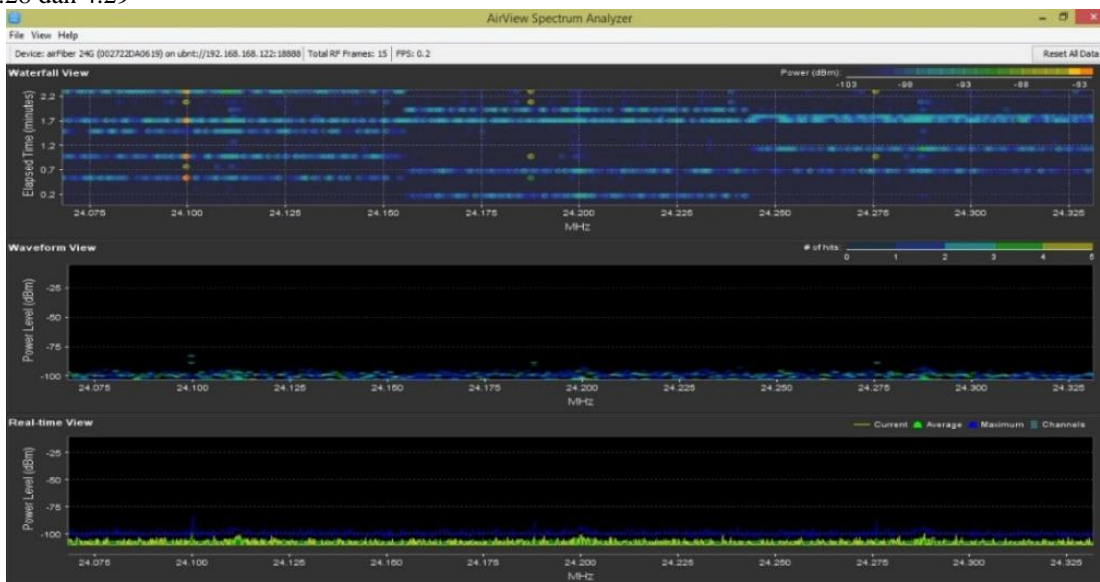 4.28 dan 4.29
AirView Spectrum Analyzer
File View Help
Device: airFiber 24G (002722DA0619) on ubnt://192.168.168.122:18888 Total RF Frames: 15 FPS: 0.2
Reset All Data
Waterfall View
Power (dBm):
-103 -98 -93 -88 -83
Elapsed Time (minutes)
2,2
1,7
1,2
0,7
0,2
24.075 24.100 24.125 24.150 24.175 24.200 24.225 24.250 24.275 24.300 24.325
MHz
Waveform View
# of hits:
0 1 2 3 4 5
Power Level (dBm)
-25
-50
-75
-100
24.075 24.100 24.125 24.150 24.175 24.200 24.225 24.250 24.275 24.300 24.325
MHz
Real-time View
Current Average Maximum Channels
Power Level (dBm)
-25
-50
-75
-100
24.075 24.100 24.125 24.150 24.175 24.200 24.225 24.250 24.275 24.300 24.325
MHz